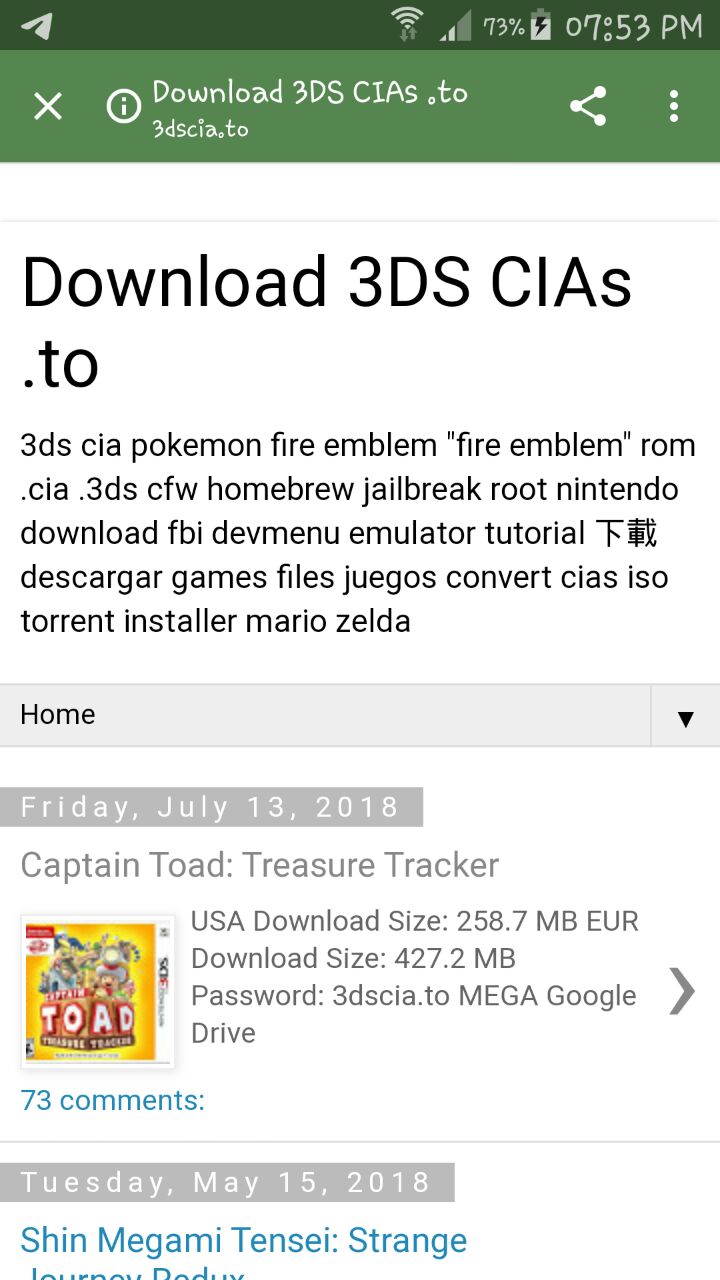 73% 07:53 PM
Download 3DS CIAs .to
3dscia.to
Download 3DS CIAs
.to
3ds cia pokemon fire emblem "fire emblem" rom
.cia .3ds cfw homebrew jailbreak root nintendo
download fbi devmenu emulator tutorial 下載
descargar games files juegos convert cias iso
torrent installer mario zelda
Home ▼
Friday, July 13, 2018
Captain Toad: Treasure Tracker
USA Download Size: 258.7 MB EUR
Download Size: 427.2 MB
Password: 3dscia.to MEGA Google
Drive
CAPTAIN
TOAD
TREASURE TRACKER
73 comments:
Tuesday, May 15, 2018
Shin Megami Tensei: Strange
Journey Redux